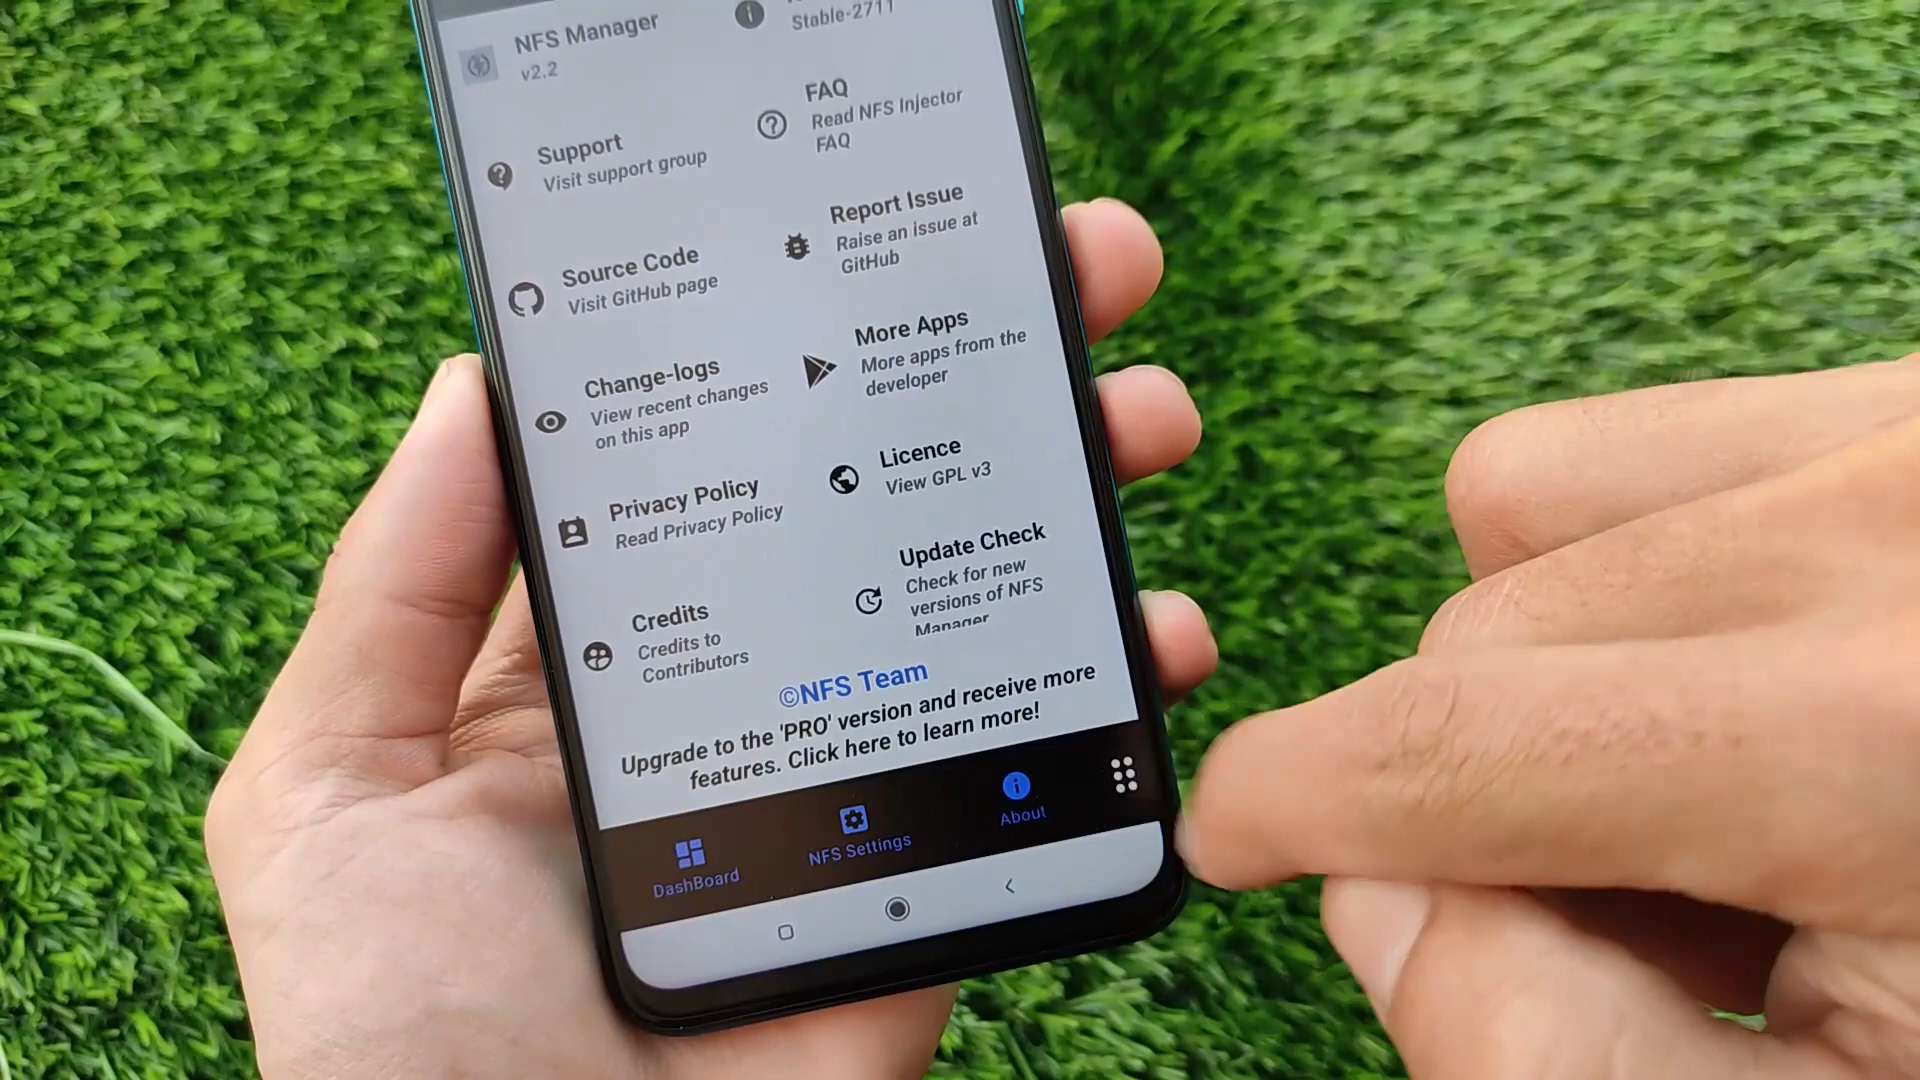 NFS Manager
v2.2
Stable-2711
Support
Visit support group
FAQ
Read NFS Injector
FAQ
Source Code
Visit GitHub page
Report Issue
Raise an issue at
GitHub
Change-logs
View recent changes
on this app
More Apps
More apps from the
developer
Privacy Policy
Read Privacy Policy
Licence
View GPL v3
Credits
Credits to
Contributors
Update Check
Check for new
versions of NFS
Manager
©NFS Team
Upgrade to the 'PRO' version and receive more
features. Click here to learn more!
DashBoard
NFS Settings
About